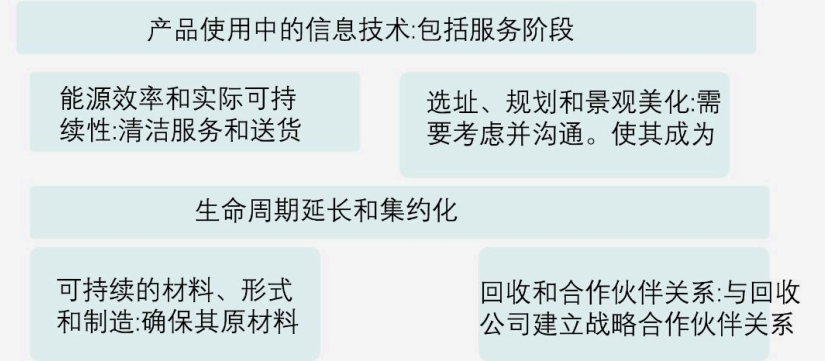 产品使用中的信息技术:包括服务阶段
能源效率和实际可持
续性:清洁服务和送货
选址、规划和景观美化:需
要考虑并沟通。使其成为
生命周期延长和集约化
可持续的材料、形式
和制造:确保其原材料
回收和合作伙伴关系:与回收
公司建立战略合作伙伴关系